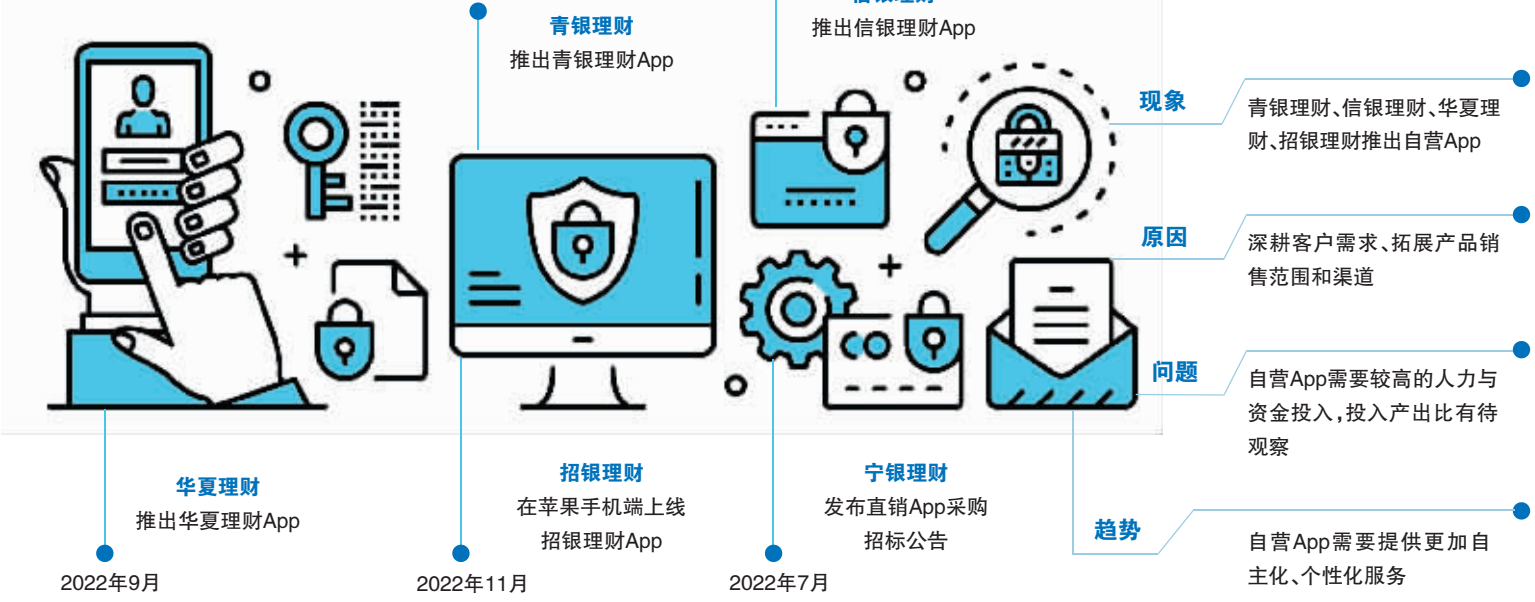 青银理财
推出青银理财App
推出信银理财App
华夏理财
推出华夏理财App
2022年9月
招银理财
在苹果手机端上线
招银理财App
2022年11月
宁银理财
发布直销App采购
招标公告
2022年7月
现象
青银理财、信银理财、华夏理
财、招银理财推出自营App
原因
深耕客户需求、拓展产品销
售范围和渠道
问题
自营App需要较高的人力与
资金投入,投入产出比有待
观察
趋势
自营App需要提供更加自
主化、个性化服务